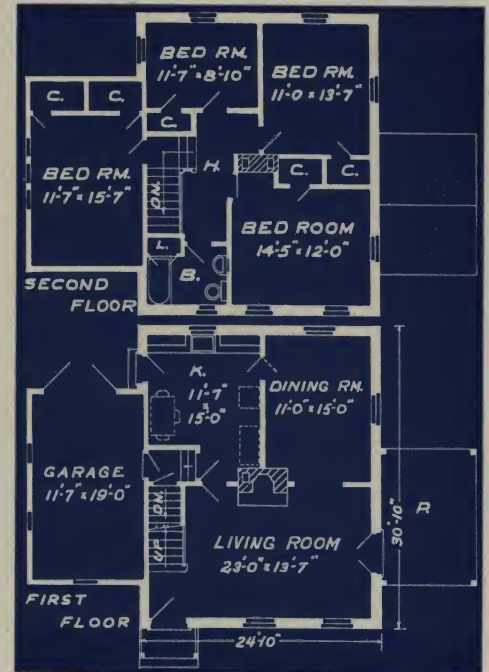 BED RM.
11'-7" x 8'-10"
BED RM.
11'-0 x 13'-7"
C.
C.
C.
BED RM.
11'-7" x 15'-7"
H.
DN.
C.
C.
BED ROOM
14'-5" x 12'-0"
L.
B.
SECOND
FLOOR
K.
11'-7"
x
15'-0"
DINING RM.
11'-0" x 15'-0"
GARAGE
11'-7" x 19'-0"
DN.
UP
LIVING ROOM
23'-0" x 13'-7"
P.
30'-10"
FIRST
FLOOR
24'-10"